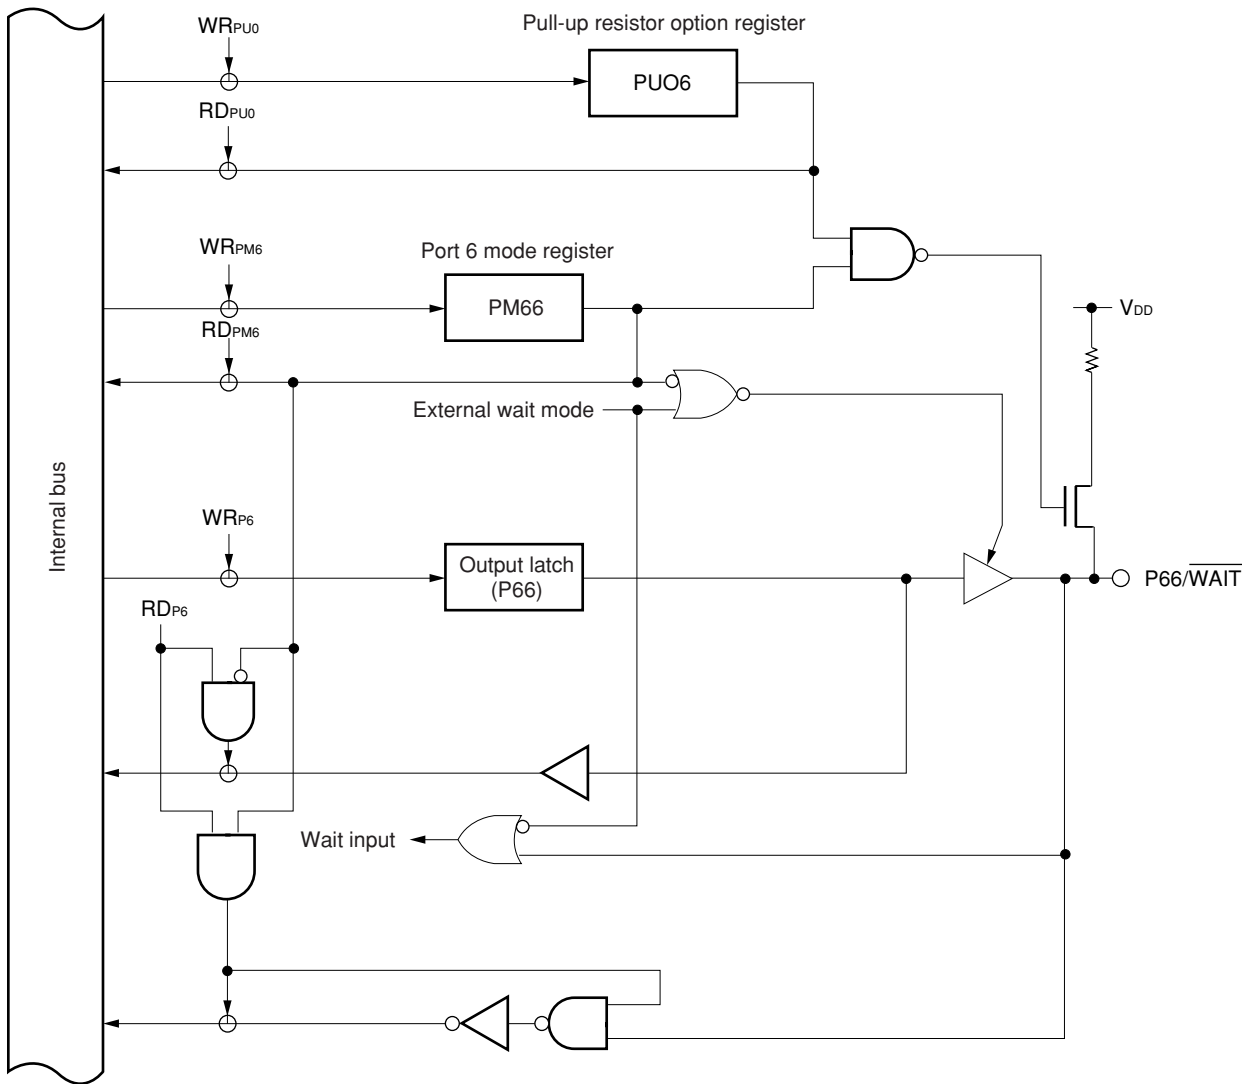 Pull-up resistor option register
WRPU0
PUO6
RDPU0
WRPM6
Port 6 mode register
PM66
RDPM6
VDD
External wait mode
Internal bus
WRP6
Output latch
(P66)
P66/WAIT
RDP6
Wait input